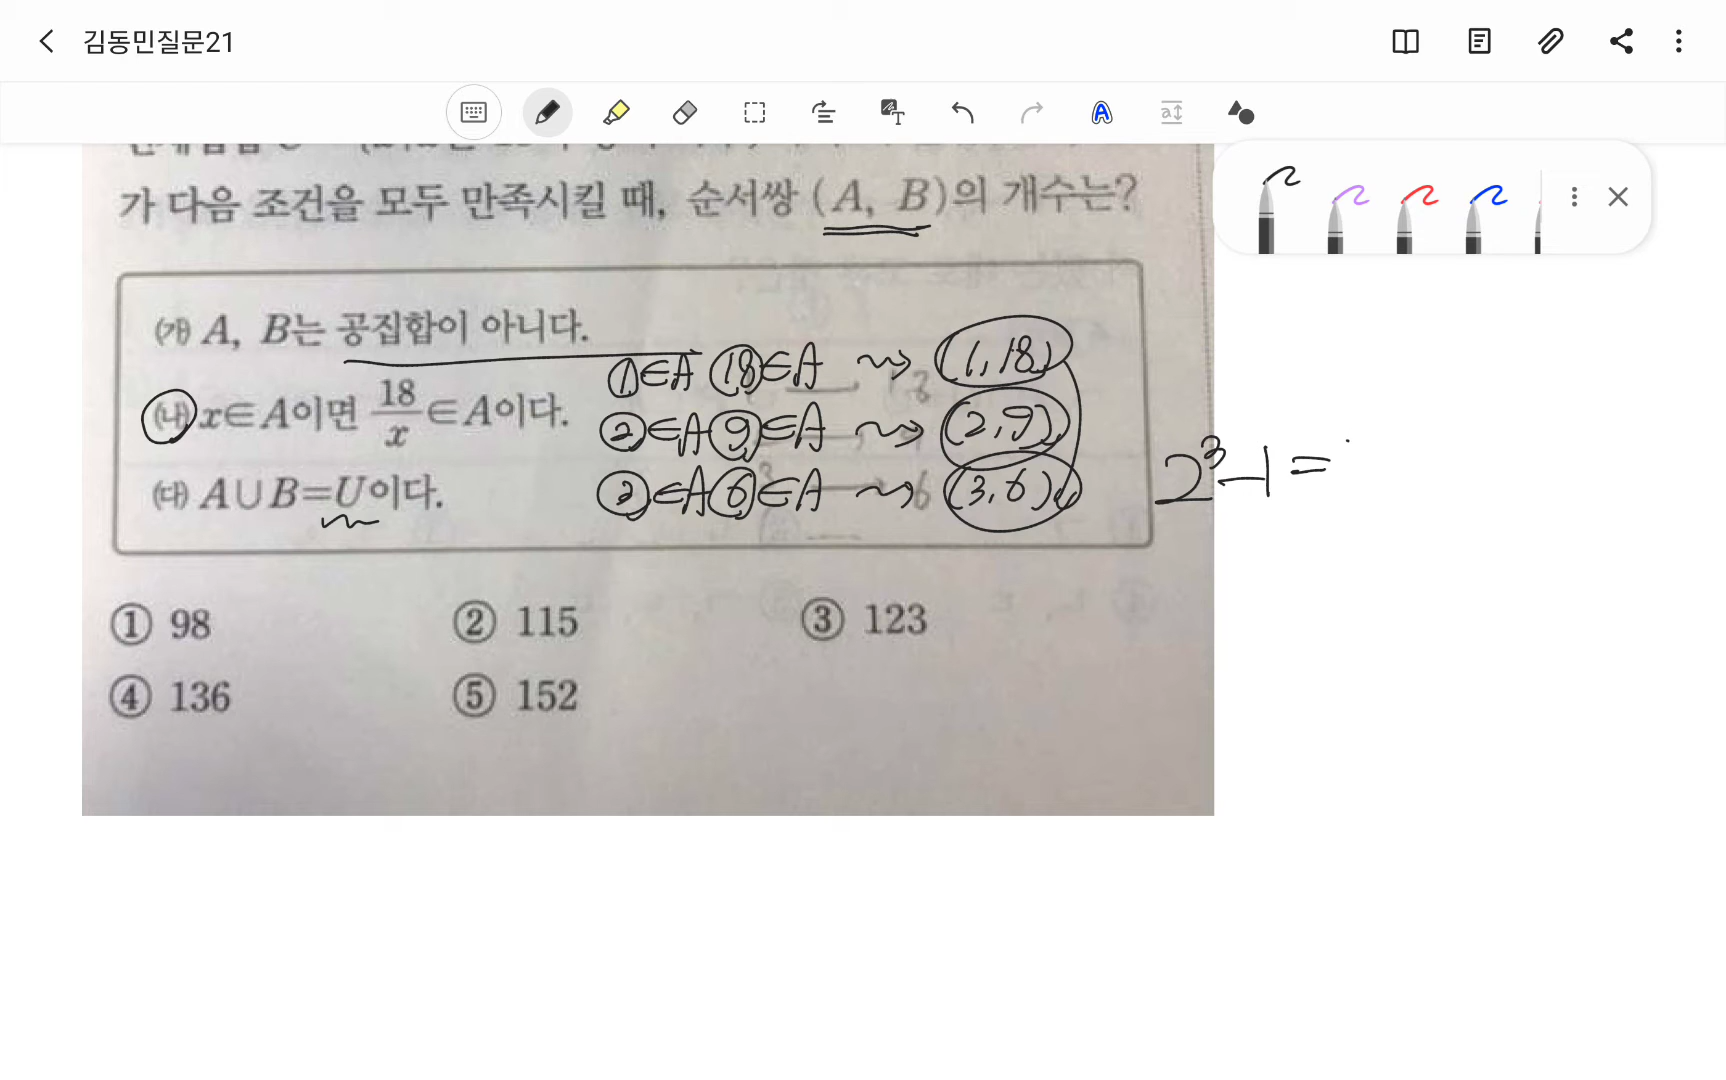 김동민질문21
가 다음 조건을 모두 만족시킬 때, 순서쌍 (A, B)의 개수는?
㈎ A, B는 공집합이 아니다.
1∈A 18∈A (1, 18)
㈏ x∈A이면 18/x∈A이다.
2∈A 9∈A (2, 9)
㈐ A∪B=U이다.
6∈A (3, 6)
2³-1=
① 98 ② 115 ③ 123
④ 136 ⑤ 152